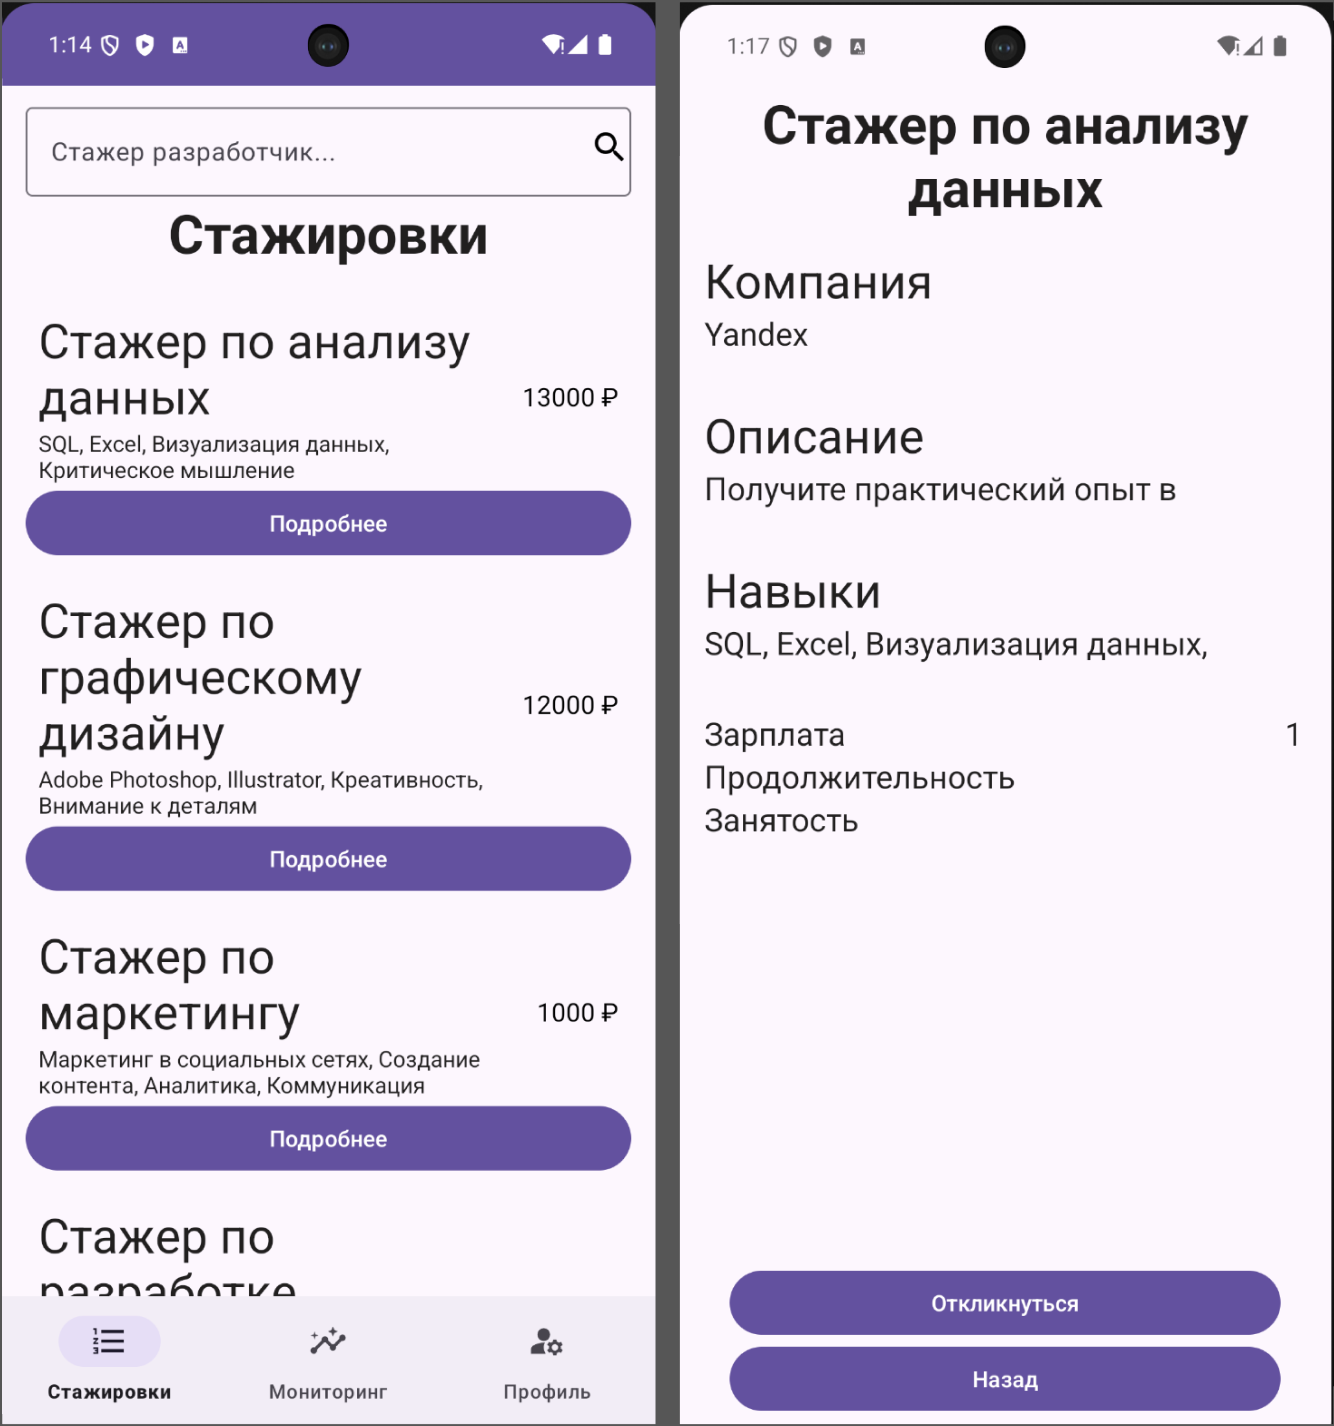 1:14
Стажер разработчик...
Стажировки
Стажер по анализу
данных
13000 ₽
SQL, Excel, Визуализация данных,
Критическое мышление
Подробнее
Стажер по
графическому
дизайну
12000 ₽
Adobe Photoshop, Illustrator, Креативность,
Внимание к деталям
Подробнее
Стажер по
маркетингу
1000 ₽
Маркетинг в социальных сетях, Создание
контента, Аналитика, Коммуникация
Подробнее
Стажер по
разработке
Стажировки
Мониторинг
Профиль
1:17
Стажер по анализу
данных
Компания
Yandex
Описание
Получите практический опыт в
Навыки
SQL, Excel, Визуализация данных,
Зарплата 1
Продолжительность
Занятость
Откликнуться
Назад